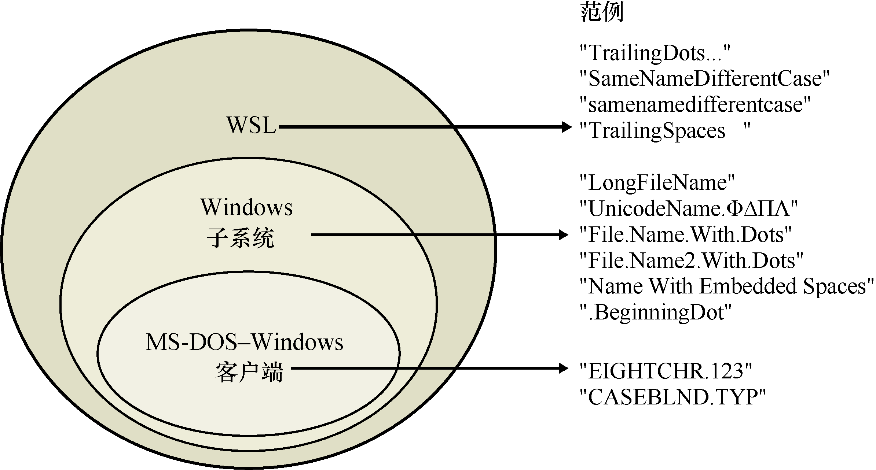 范例
"TrailingDots..."
"SameNameDifferentCase"
"samenamedifferentcase"
"TrailingSpaces   "
WSL
"LongFileName"
"UnicodeName.ΦΔΠΛ"
"File.Name.With.Dots"
"File.Name2.With.Dots"
"Name With Embedded Spaces"
".BeginningDot"
Windows
子系统
MS-DOS–Windows
客户端
"EIGHTCHR.123"
"CASEBLND.TYP"